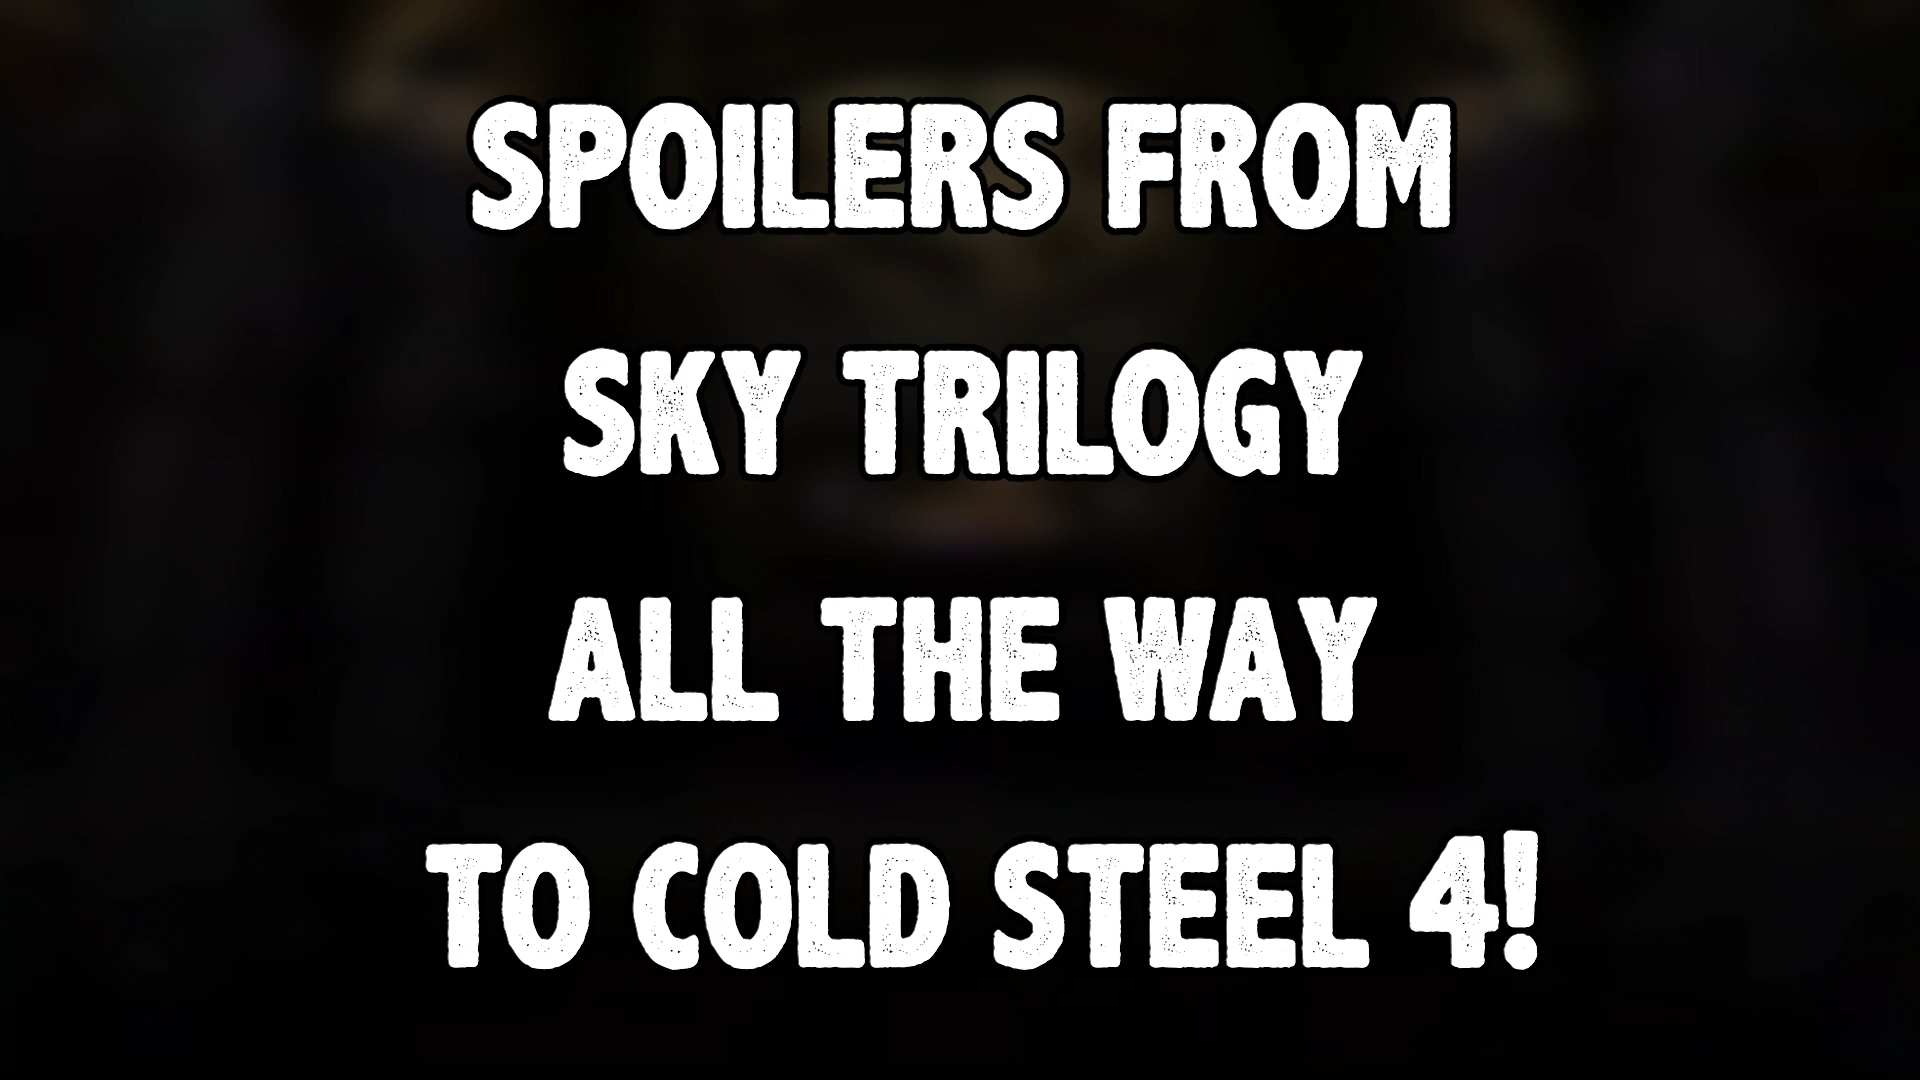 SPOILERS FROM
SKY TRILOGY
ALL THE WAY
TO COLD STEEL 4!